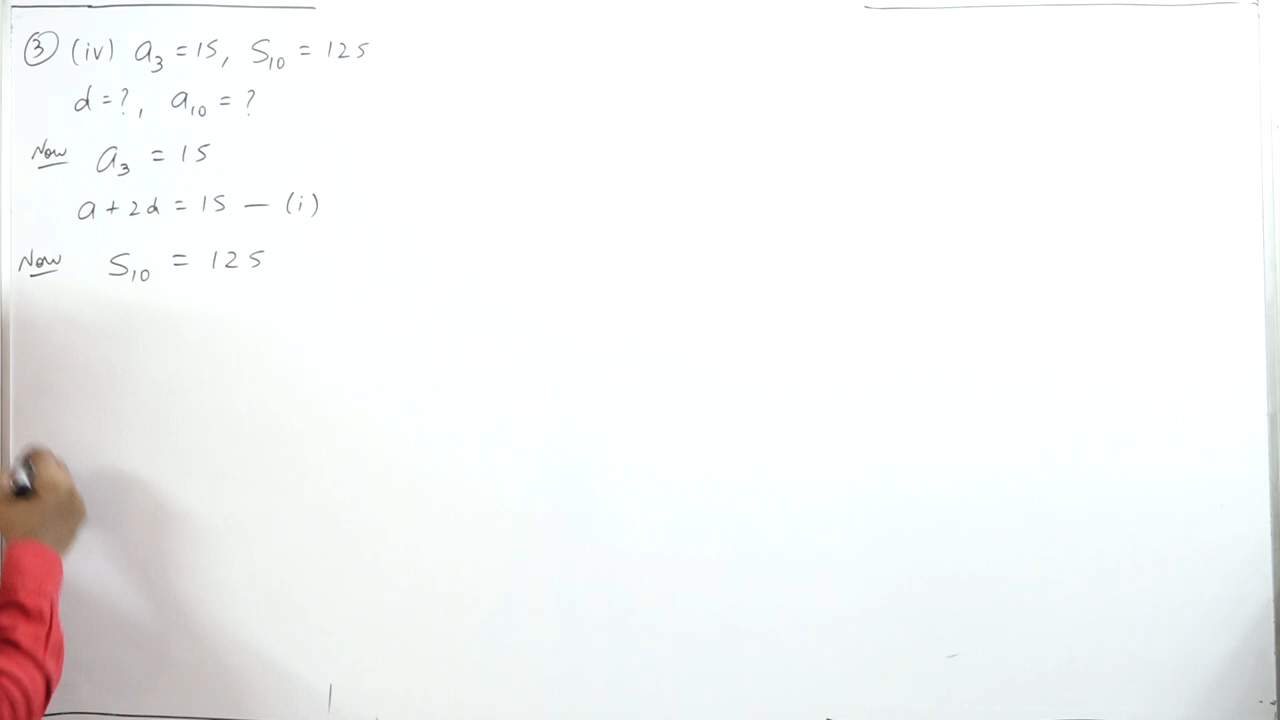 ③ (iv) a₃ = 15, S₁₀ = 125
d = ?, a₁₀ = ?
Now a₃ = 15
a + 2d = 15 — (i)
Now S₁₀ = 125